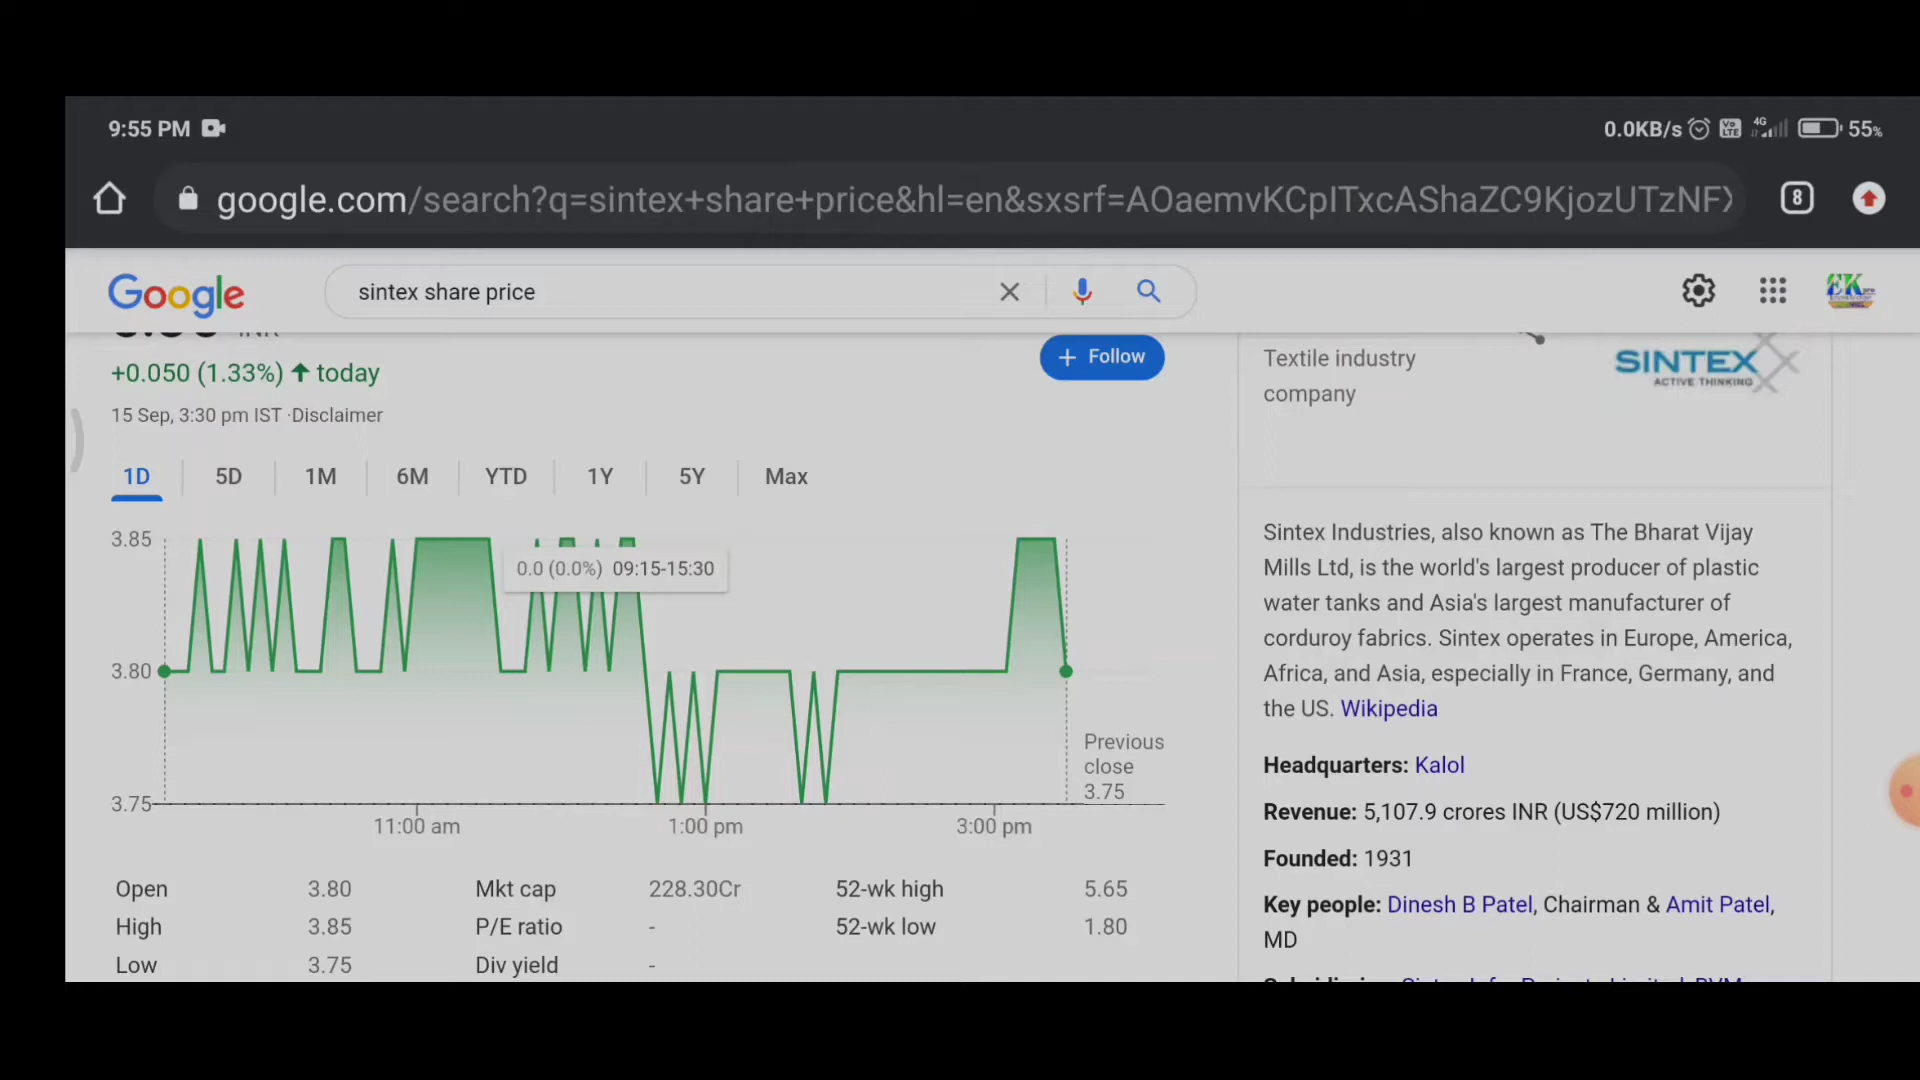 9:55 PM 0.0KB/s Vo LTE 4G 55%
google.com/search?q=sintex+share+price&hl=en&sxsrf=AOaemvKCpITxcAShaZC9KjozUTzNFX 8
Google sintex share price EK
INR
+0.050 (1.33%) ↑ today
15 Sep, 3:30 pm IST ·Disclaimer
+ Follow
1D 5D 1M 6M YTD 1Y 5Y Max
3.85
0.0 (0.0%) 09:15-15:30
3.80
Previous
close
3.75
3.75
11:00 am 1:00 pm 3:00 pm
Open 3.80 Mkt cap 228.30Cr 52-wk high 5.65
High 3.85 P/E ratio - 52-wk low 1.80
Low 3.75 Div yield -
Textile industry
company
SINTEX
ACTIVE THINKING
Sintex Industries, also known as The Bharat Vijay
Mills Ltd, is the world's largest producer of plastic
water tanks and Asia's largest manufacturer of
corduroy fabrics. Sintex operates in Europe, America,
Africa, and Asia, especially in France, Germany, and
the US. Wikipedia
Headquarters: Kalol
Revenue: 5,107.9 crores INR (US$720 million)
Founded: 1931
Key people: Dinesh B Patel, Chairman & Amit Patel,
MD